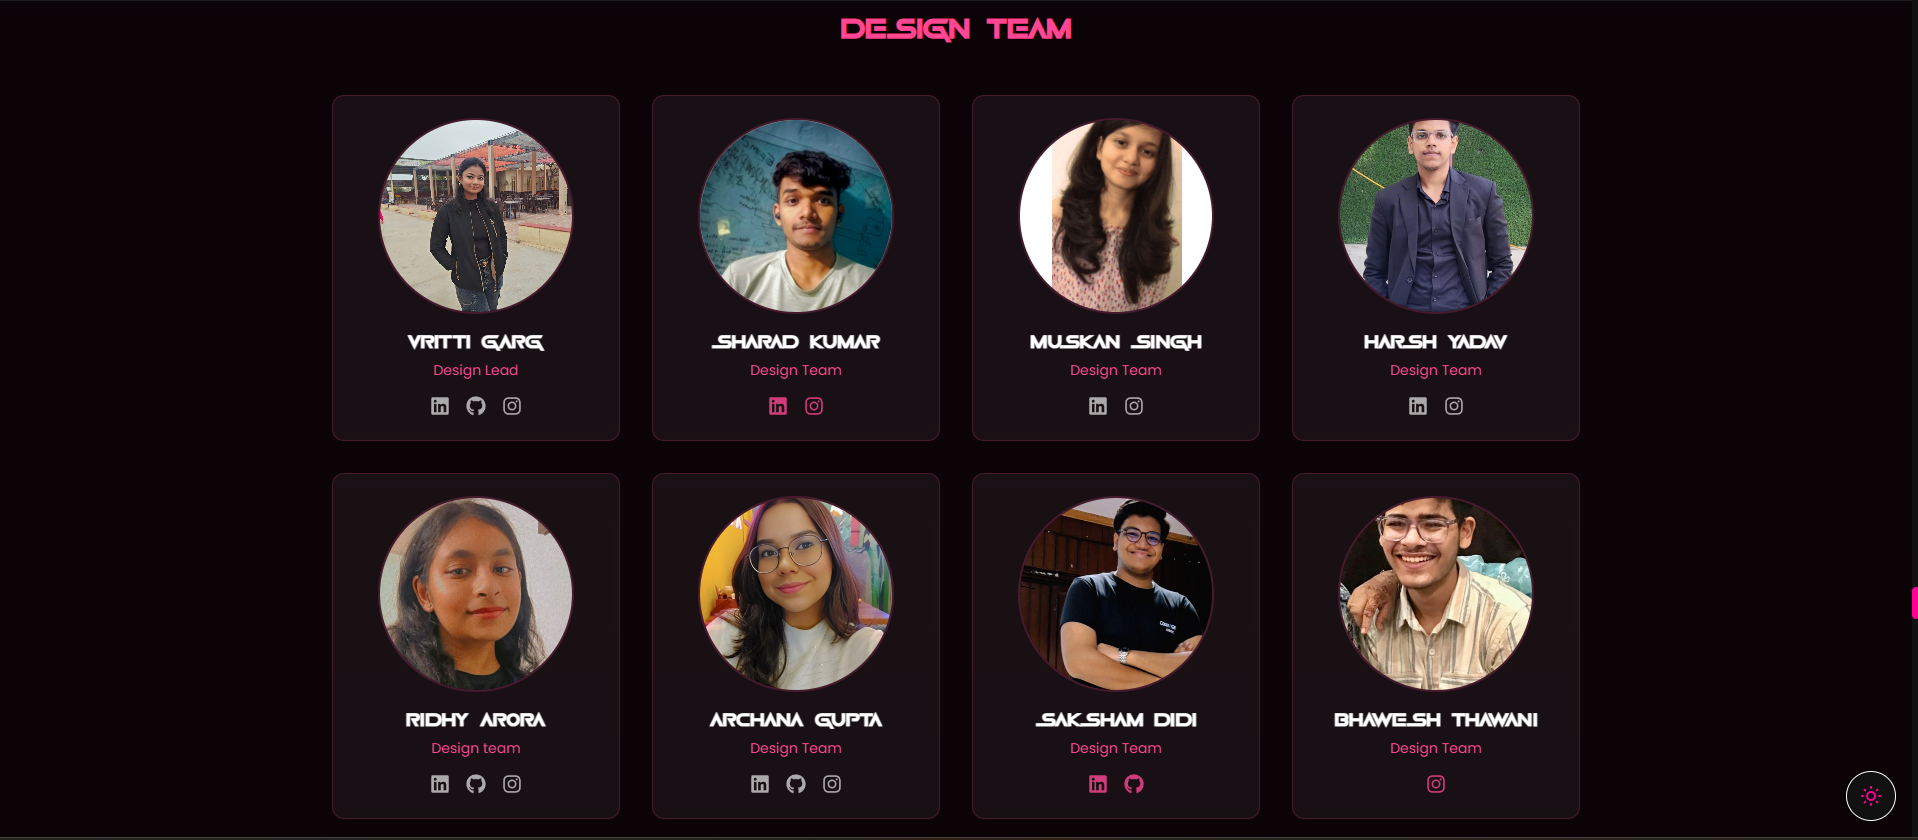 DESIGN TEAM
VRITTI GARG
Design Lead
SHARAD KUMAR
Design Team
MUSKAN SINGH
Design Team
HARSH YADAV
Design Team
RIDHY ARORA
Design team
ARCHANA GUPTA
Design Team
SAKSHAM DIDI
Design Team
BHAWESH THAWANI
Design Team